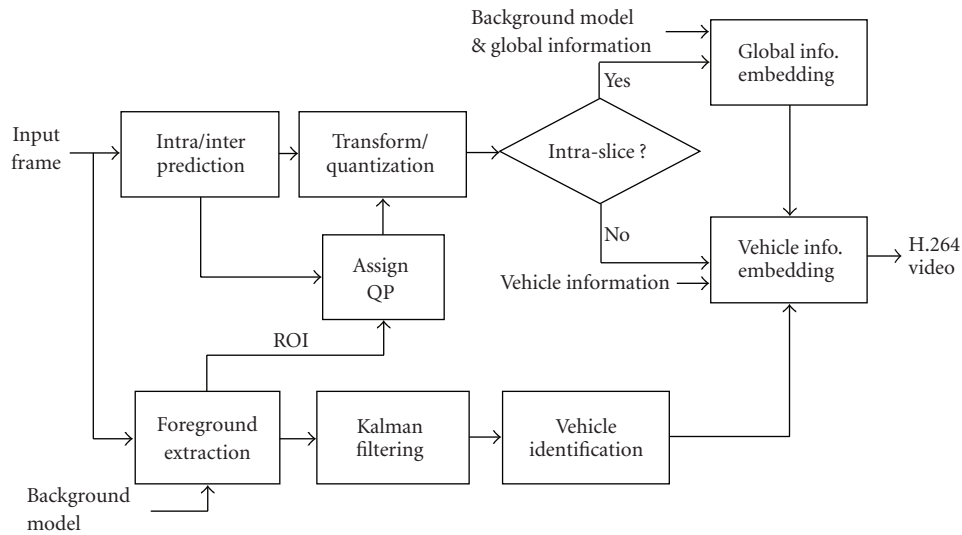 Background model
& global information
Global info.
embedding
Yes
Input
frame
Intra/inter
prediction
Transform/
quantization
Intra-slice ?
No
Assign
QP
Vehicle info.
embedding
H.264
video
Vehicle information
ROI
Foreground
extraction
Kalman
filtering
Vehicle
identification
Background
model